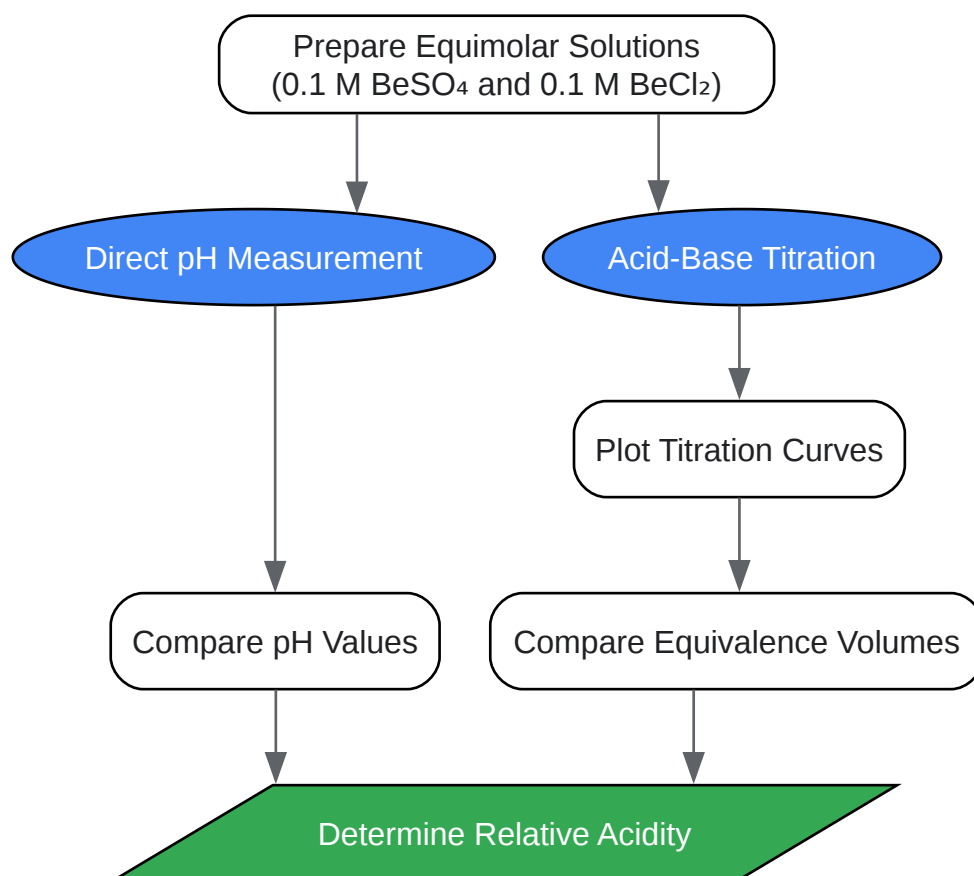 Prepare Equimolar Solutions
(0.1 M BeSO₄ and 0.1 M BeCl₂)
Direct pH Measurement
Acid-Base Titration
Plot Titration Curves
Compare pH Values
Compare Equivalence Volumes
Determine Relative Acidity